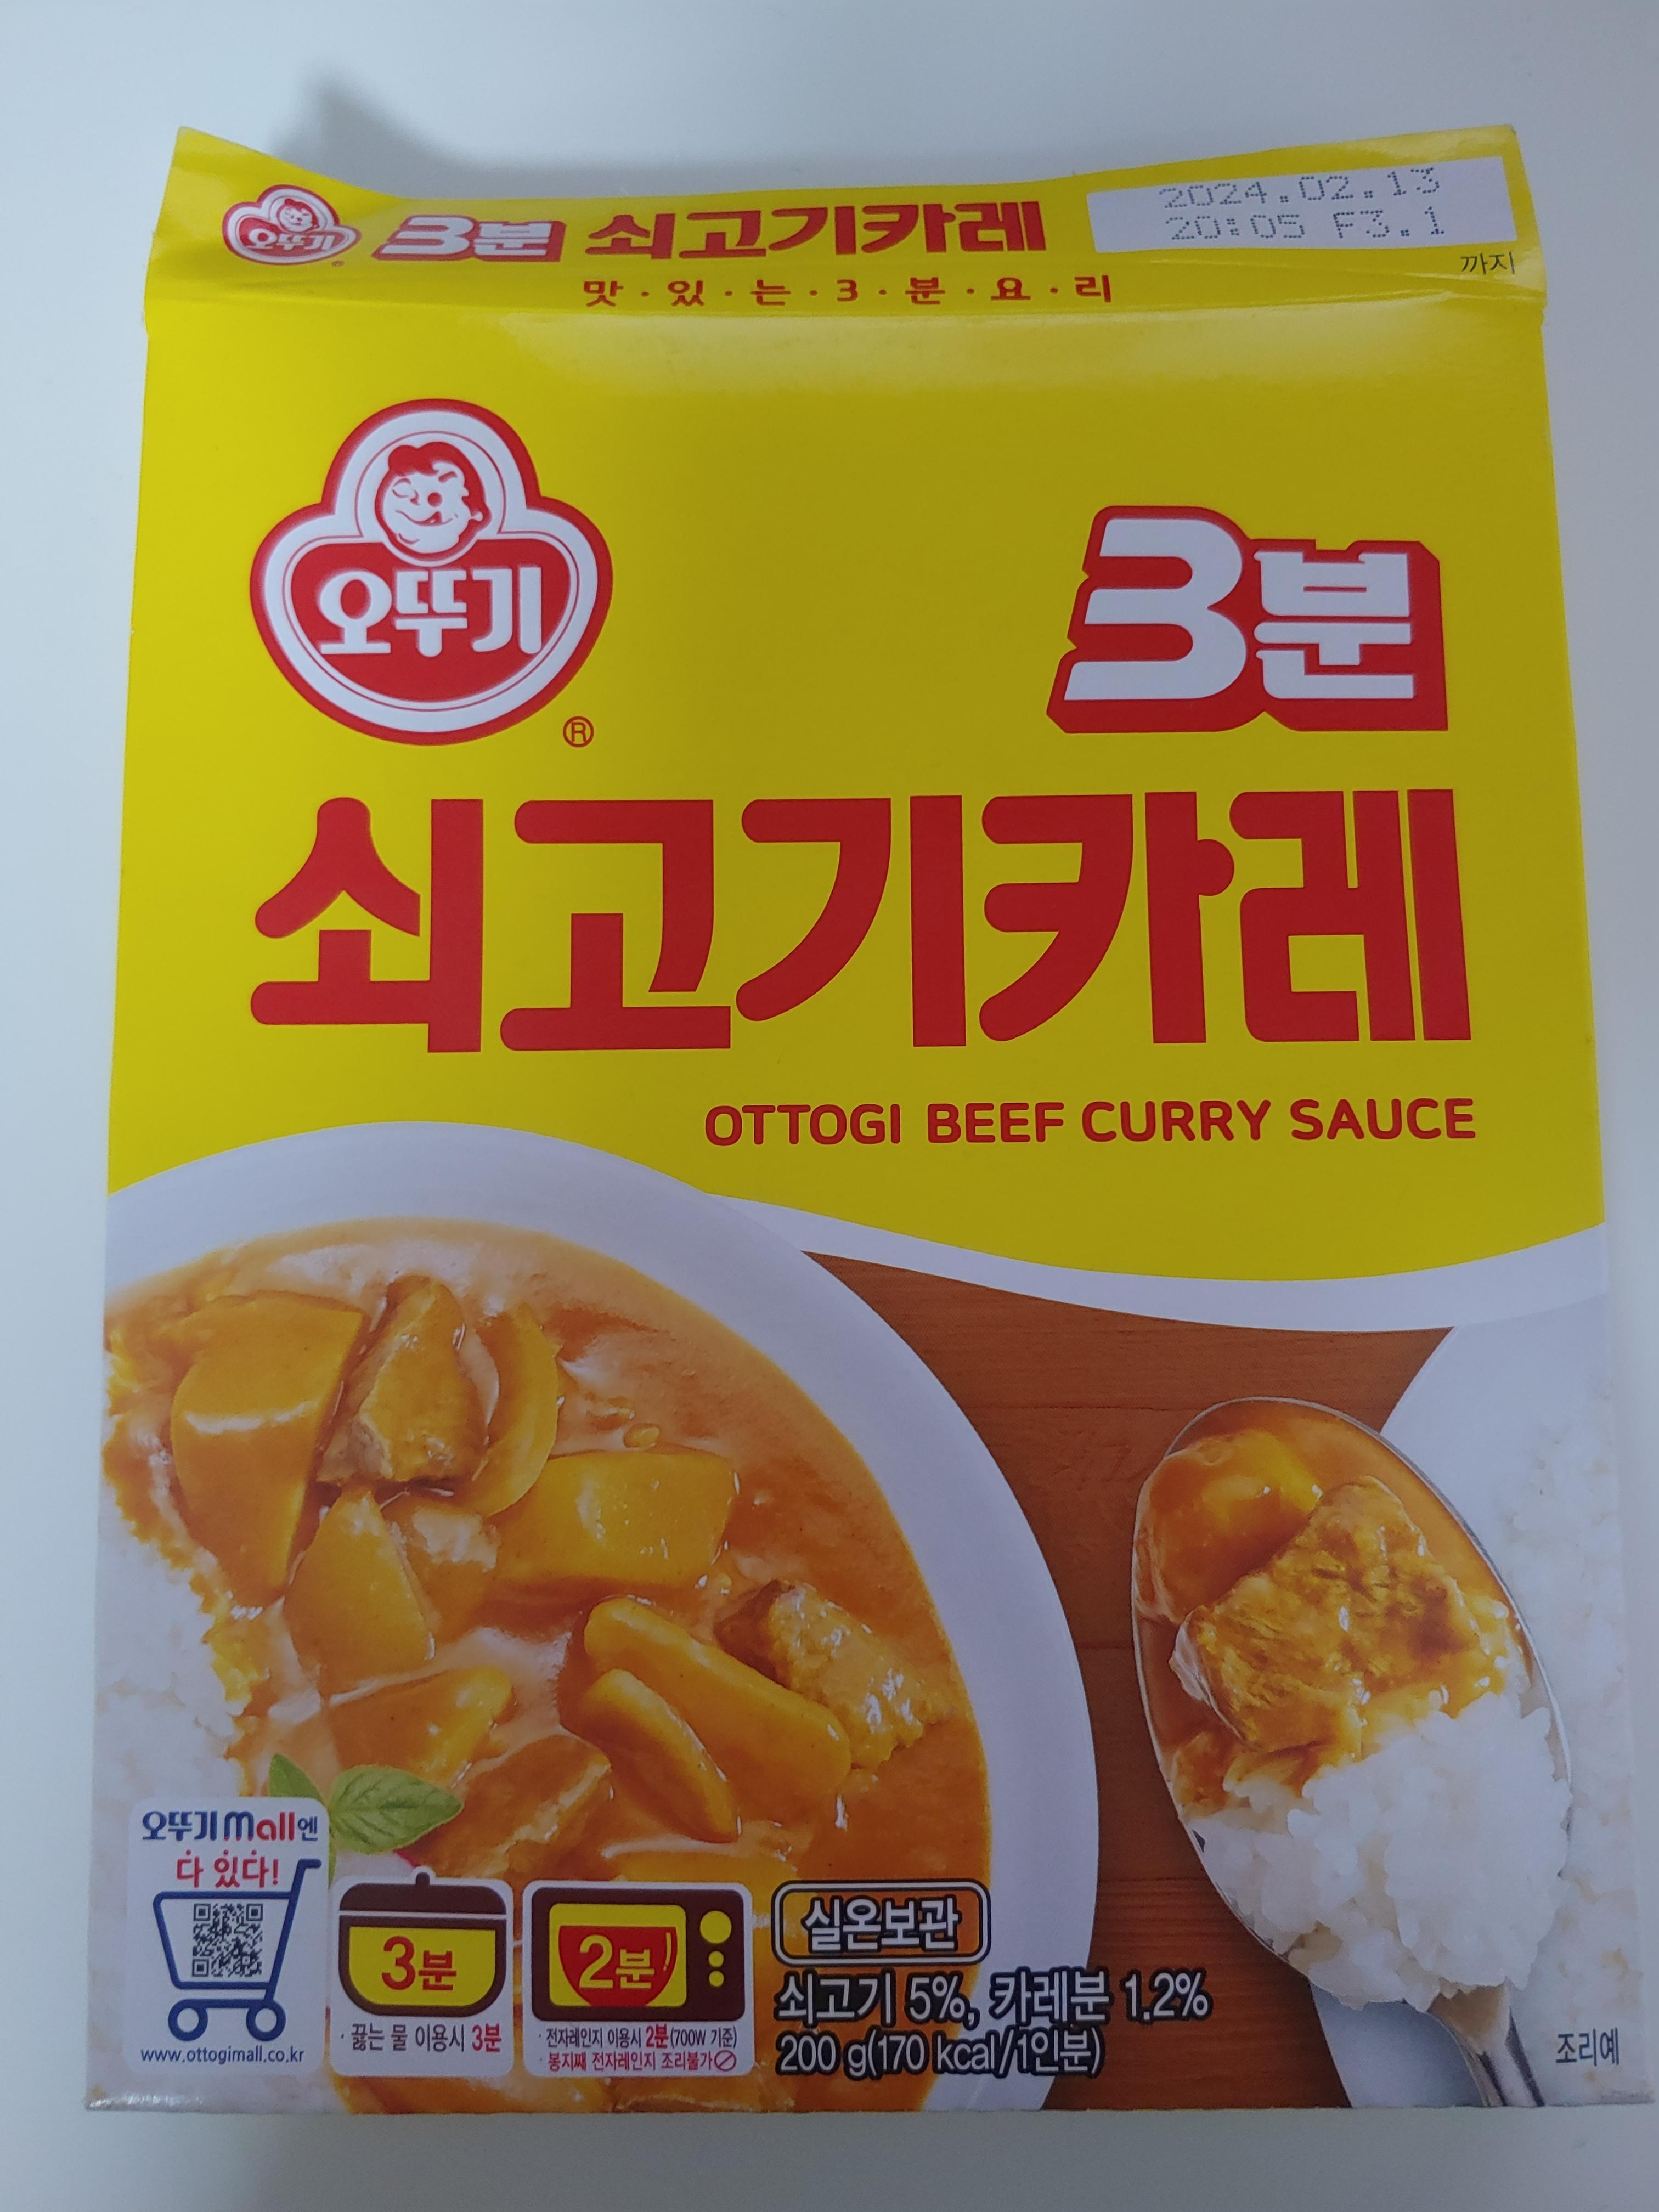 오뚜기
3분 쇠고기카레
2024.02.13
20:05 F3.1
까지
맛·있·는·3·분·요·리
오뚜기
®
3분
쇠고기카레
OTTOGI BEEF CURRY SAUCE
오뚜기mall엔
다 있다!
www.ottogimall.co.kr
3분
· 끓는 물 이용시 3분
2분
· 전자레인지 이용시 2분(700W 기준)
· 봉지째 전자레인지 조리불가
실온보관
쇠고기 5%, 카레분 1.2%
200 g(170 kcal/1인분)
조리예